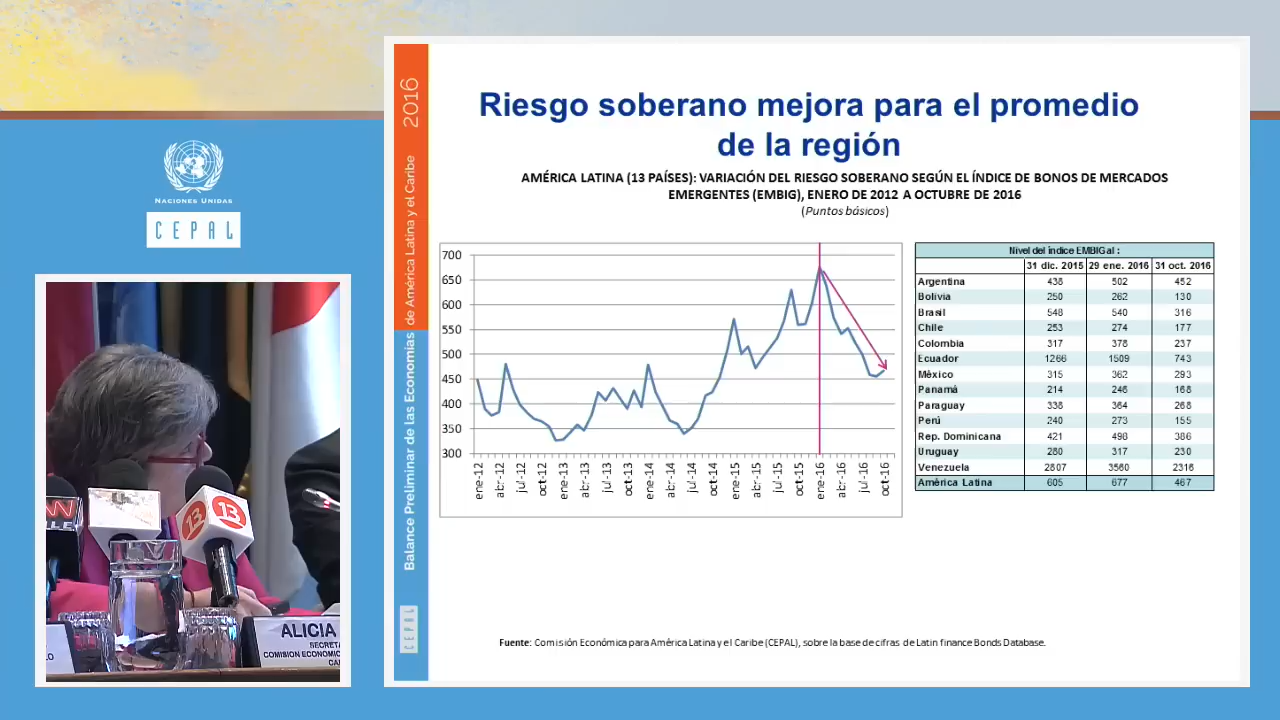 2016
Balance Preliminar de las Economías de América Latina y el Caribe
CEPAL
NACIONES UNIDAS
CEPAL
Riesgo soberano mejora para el promedio
de la región
AMÉRICA LATINA (13 PAÍSES): VARIACIÓN DEL RIESGO SOBERANO SEGÚN EL ÍNDICE DE BONOS DE MERCADOS
EMERGENTES (EMBIG), ENERO DE 2012 A OCTUBRE DE 2016
(Puntos básicos)
700
650
600
550
500
450
400
350
300
ene-12
abr-12
jul-12
oct-12
ene-13
abr-13
jul-13
oct-13
ene-14
abr-14
jul-14
oct-14
ene-15
abr-15
jul-15
oct-15
ene-16
abr-16
jul-16
oct-16
Nivel del índice EMBIG al :
31 dic. 2015 29 ene. 2016 31 oct. 2016
Argentina 438 502 452
Bolivia 250 262 130
Brasil 548 540 316
Chile 253 274 177
Colombia 317 378 237
Ecuador 1266 1509 743
México 315 362 293
Panamá 214 246 168
Paraguay 338 364 268
Perú 240 273 155
Rep. Dominicana 421 498 386
Uruguay 280 317 230
Venezuela 2807 3560 2316
América Latina 605 677 467
Fuente: Comisión Económica para América Latina y el Caribe (CEPAL), sobre la base de cifras de Latin finance Bonds Database.
13
13
ALICIA
SECRETA
COMISION ECONOMIC
CAR
LO